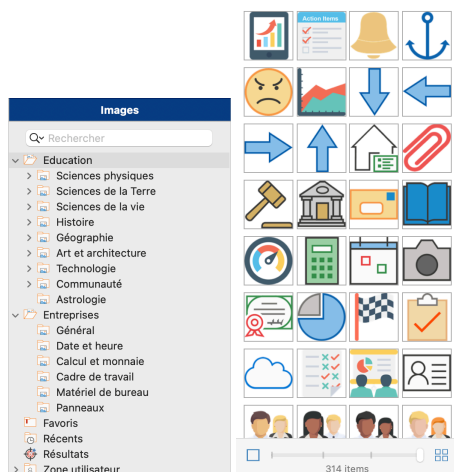 Images
Rechercher
Education
Sciences physiques
Sciences de la Terre
Sciences de la vie
Histoire
Géographie
Art et architecture
Technologie
Communauté
Astrologie
Entreprises
Général
Date et heure
Calcul et monnaie
Cadre de travail
Matériel de bureau
Panneaux
Favoris
Récents
Résultats
Zone utilisateur
Action Items
314 items